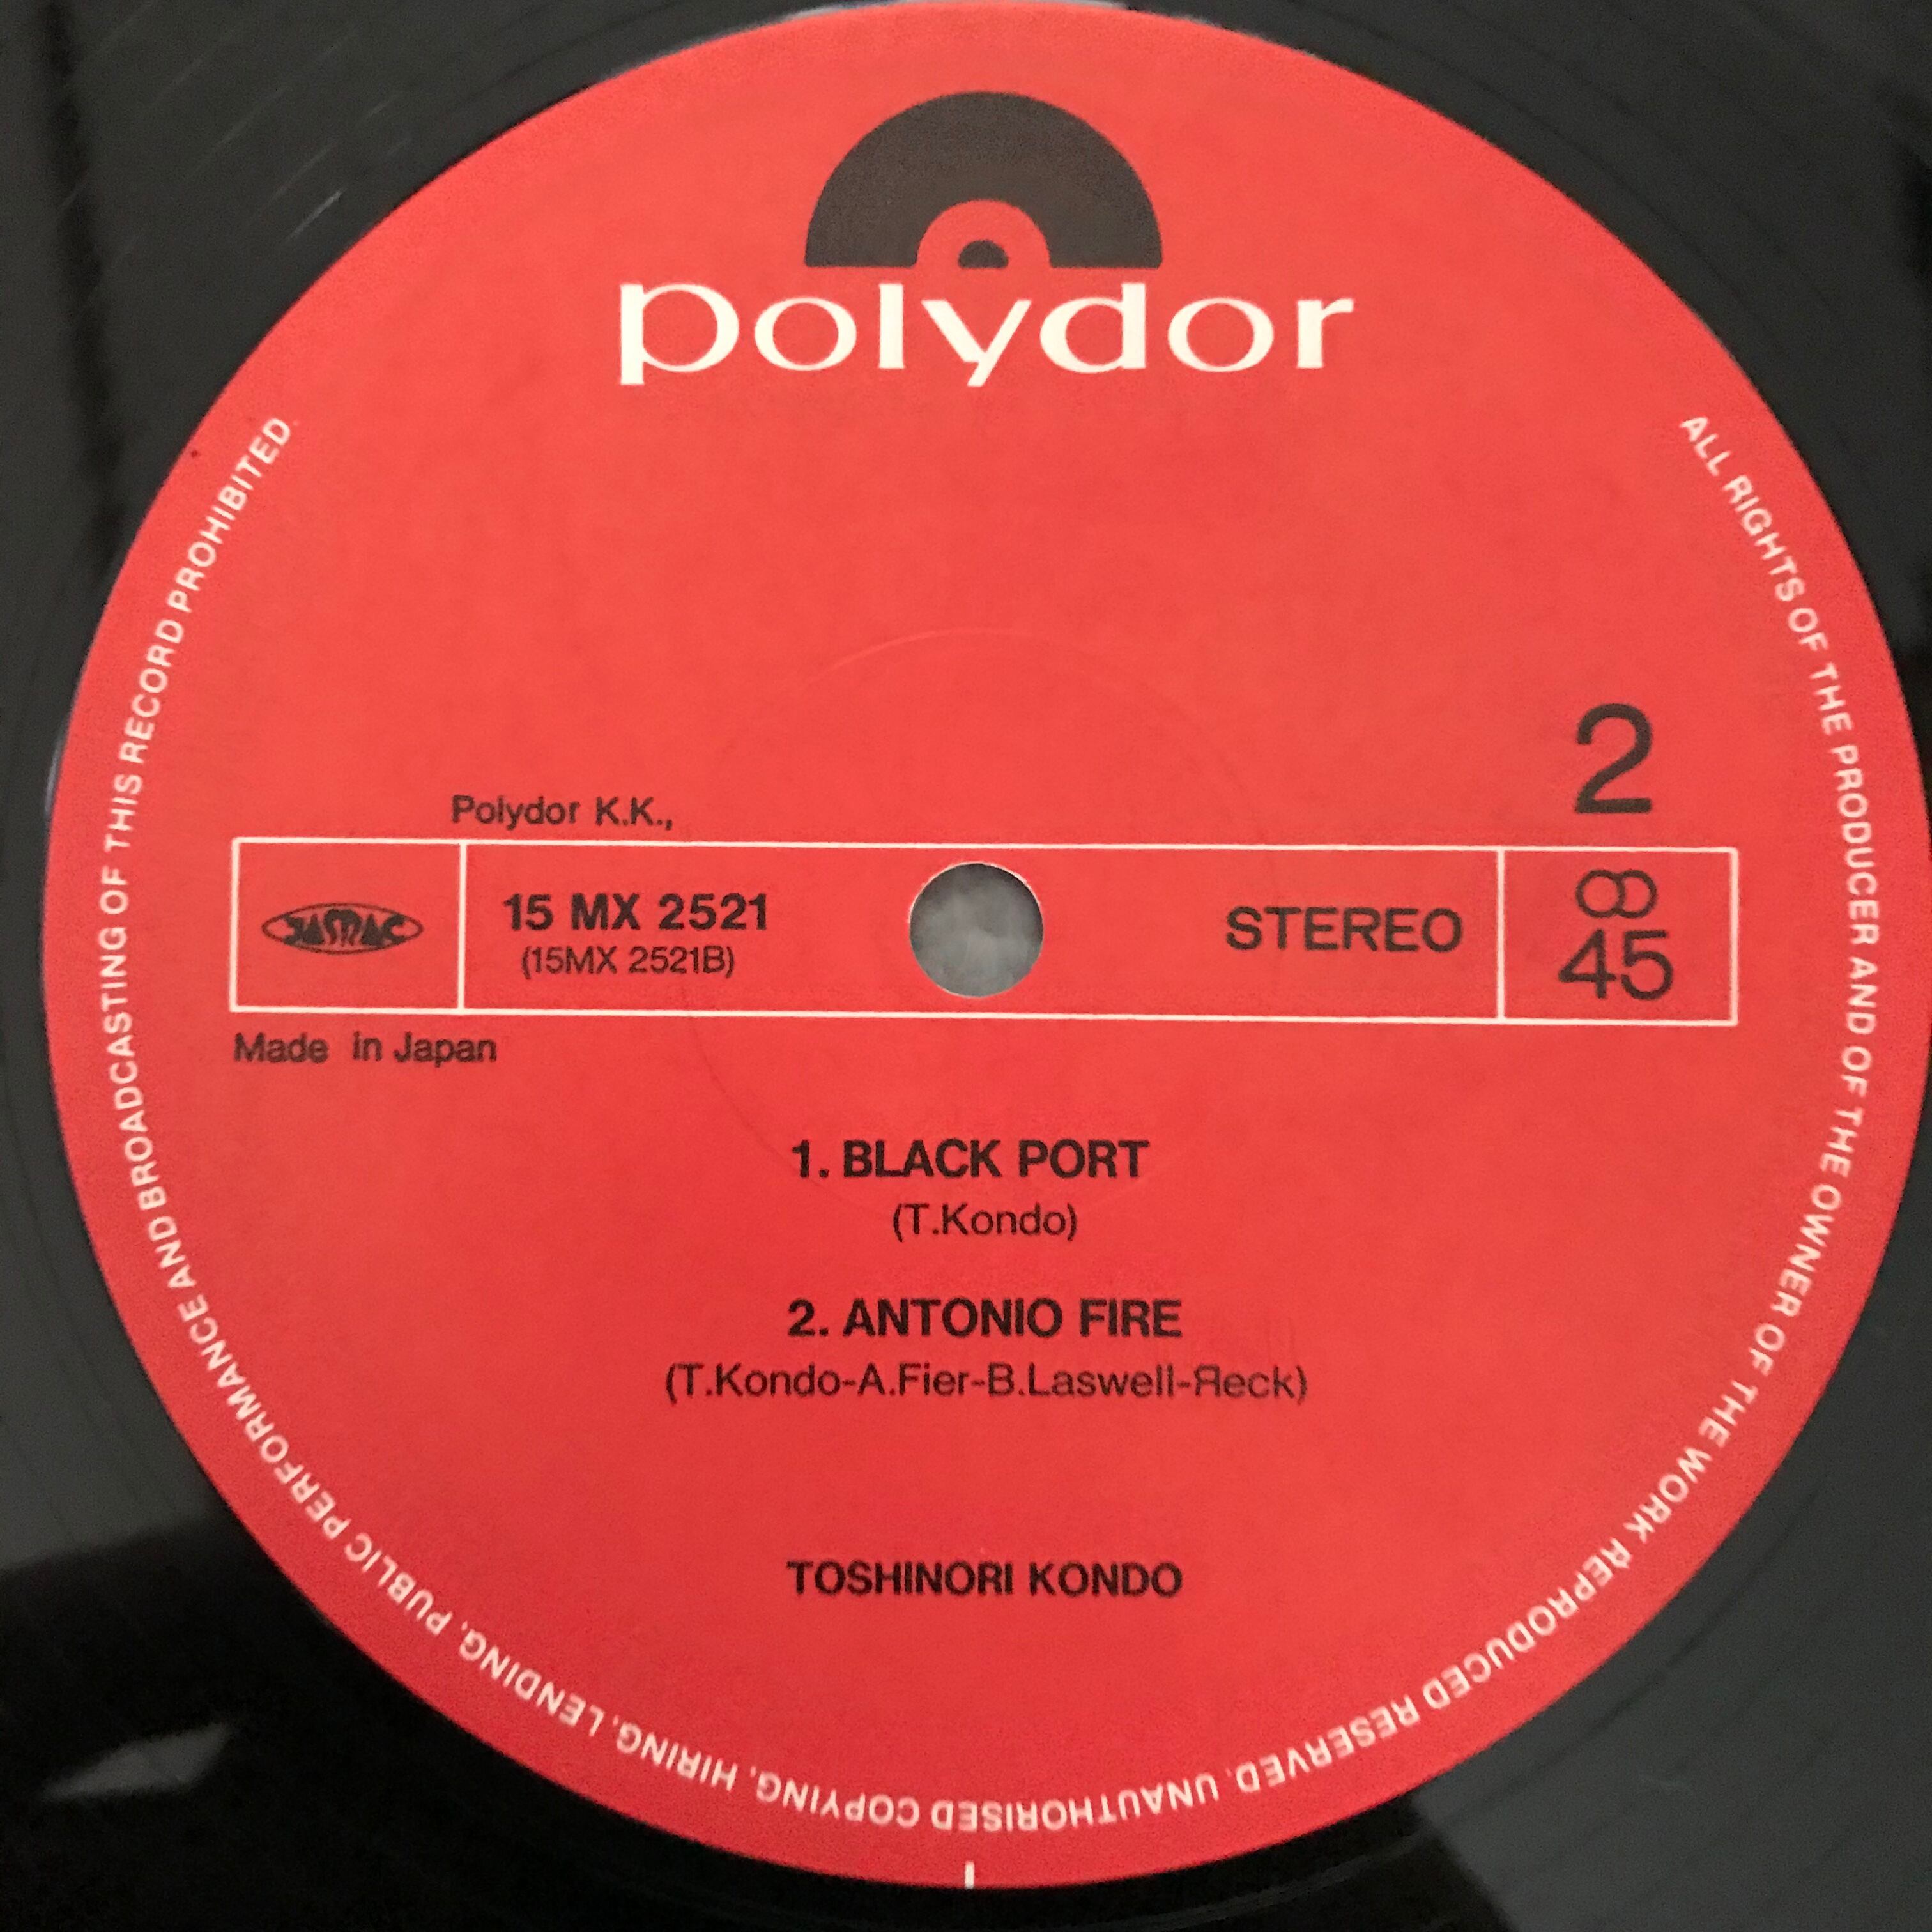 polydor
2
Polydor K.K.,
JASRAC
15 MX 2521
(15MX 2521B)
STEREO
45
Made in Japan
1. BLACK PORT
(T.Kondo)
2. ANTONIO FIRE
(T.Kondo-A.Fier-B.Laswell-Яeck)
TOSHINORI KONDO
ALL RIGHTS OF THE PRODUCER AND OF THE OWNER OF THE WORK REPRODUCED RESERVED. UNAUTHORISED COPYING, HIRING, LENDING, PUBLIC PERFORMANCE AND BROADCASTING OF THIS RECORD PROHIBITED.